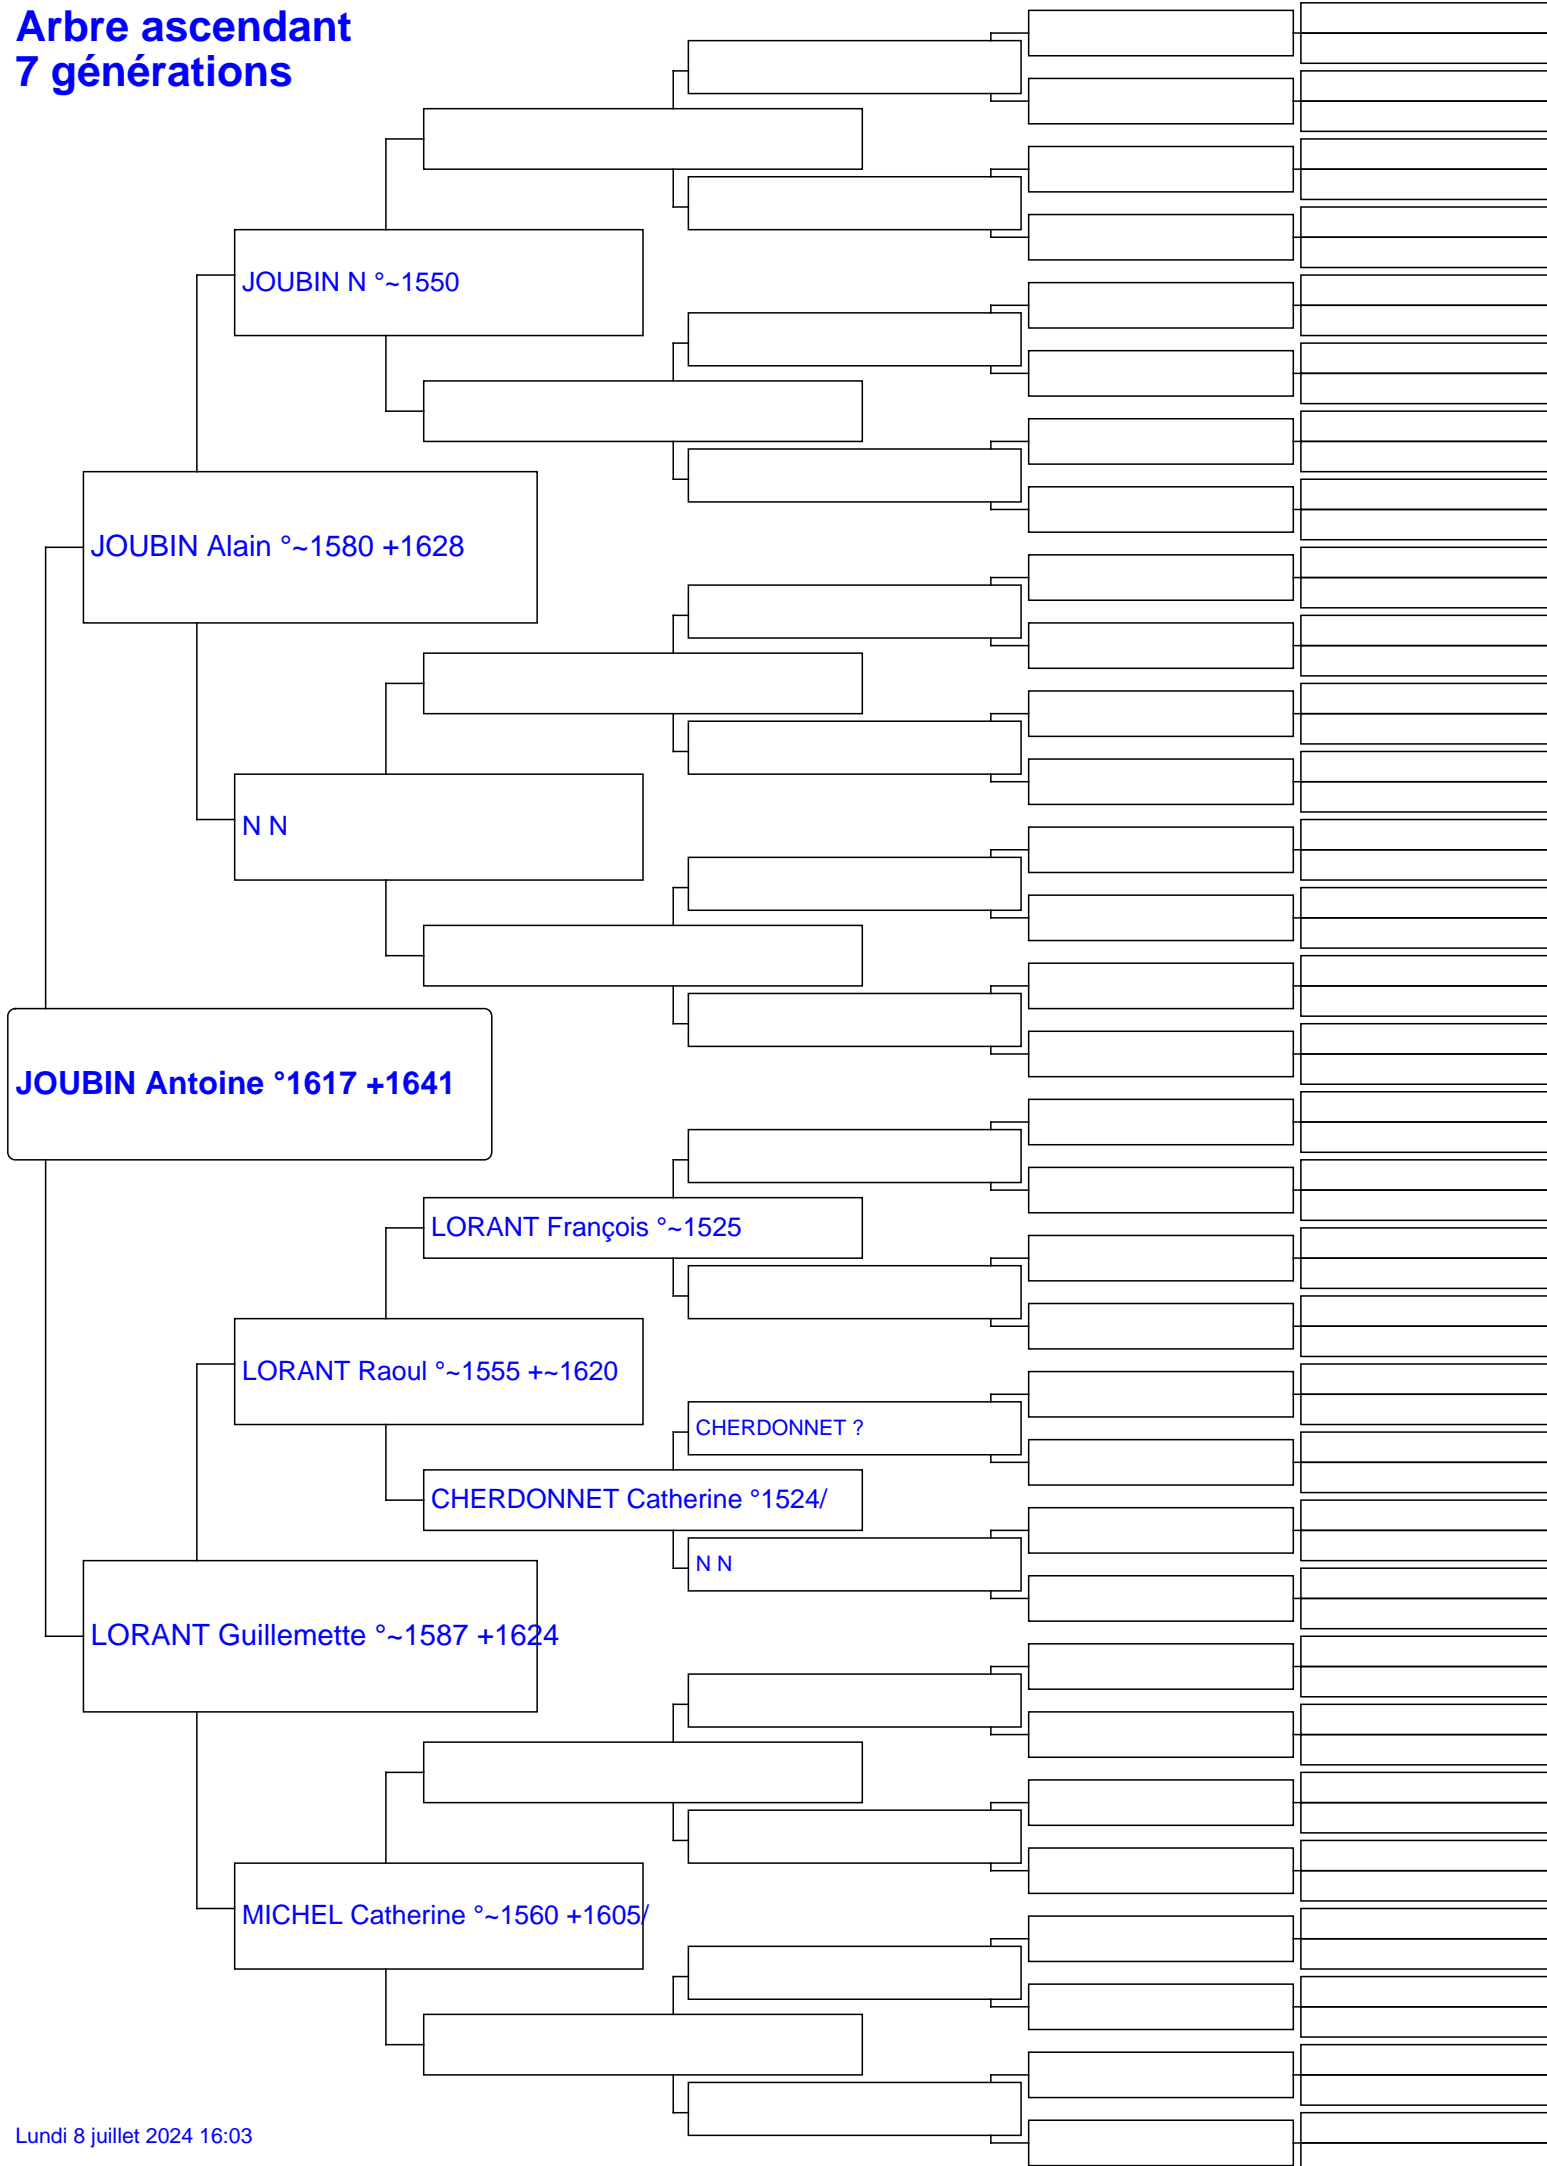 Arbre ascendant
7 générations
JOUBIN N °~1550
JOUBIN Alain °~1580 +1628
N N
JOUBIN Antoine °1617 +1641
LORANT François °~1525
LORANT Raoul °~1555 +~1620
CHERDONNET ?
CHERDONNET Catherine °1524/
N N
LORANT Guillemette °~1587 +1624
MICHEL Catherine °~1560 +1605/
Lundi 8 juillet 2024 16:03